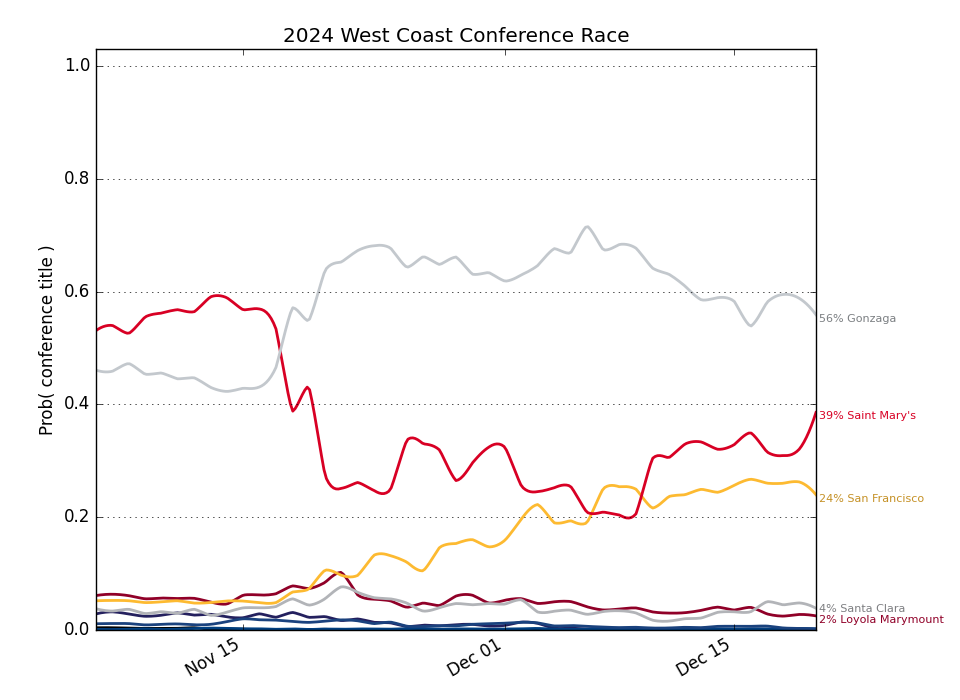 2024 West Coast Conference Race
Prob( conference title )
1.0
0.8
0.6
0.4
0.2
0.0
Nov 15
Dec 01
Dec 15
56% Gonzaga
39% Saint Mary's
24% San Francisco
4% Santa Clara
2% Loyola Marymount